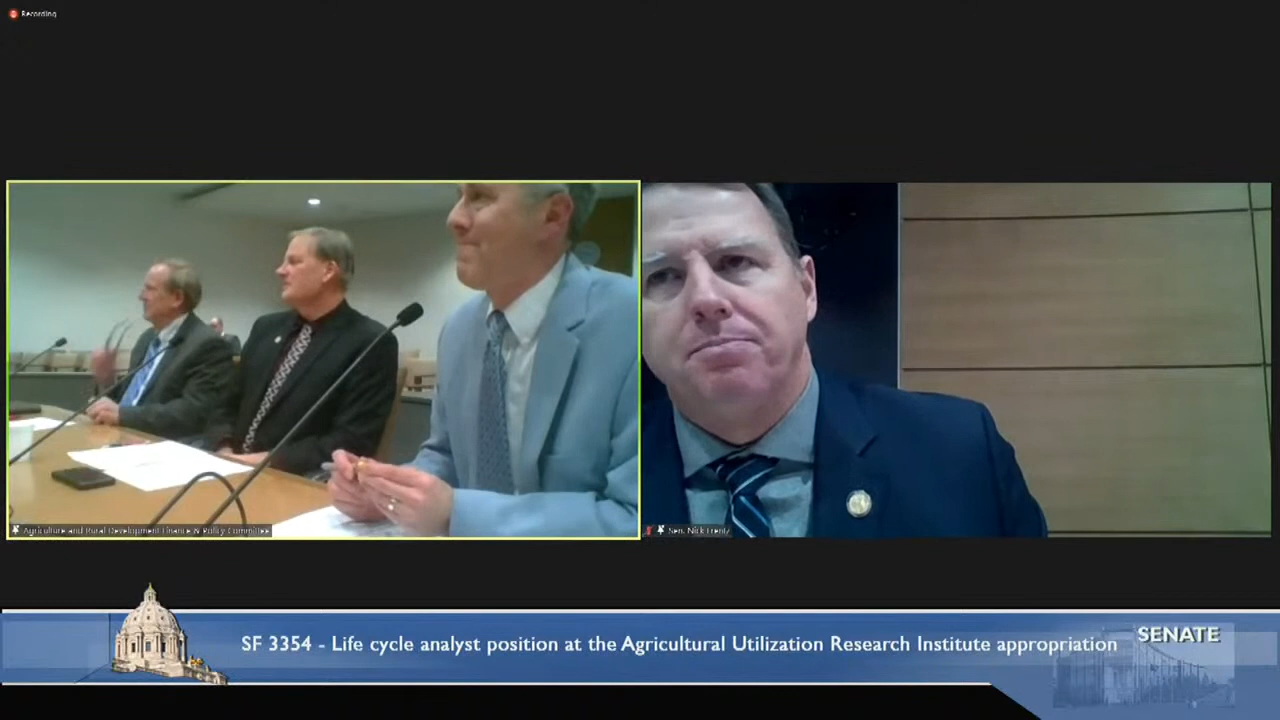 Recording
Agriculture and Rural Development Finance & Policy Committee
Sen. Nick Frentz
SF 3354 - Life cycle analyst position at the Agricultural Utilization Research Institute appropriation
SENATE